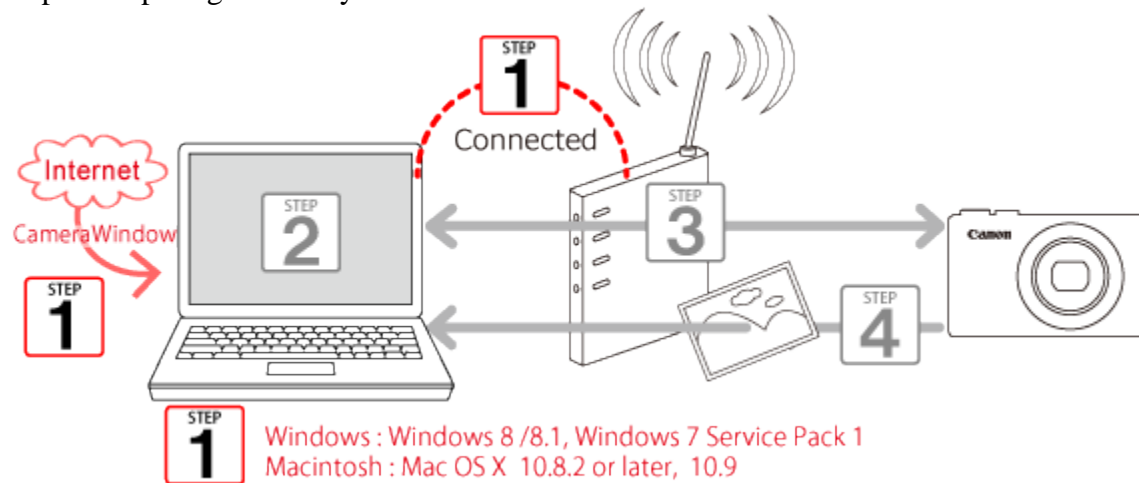 STEP
1
Connected
Internet
CameraWindow
STEP
1
STEP
2
STEP
3
Canon
STEP
4
STEP
1
Windows : Windows 8 /8.1, Windows 7 Service Pack 1
Macintosh : Mac OS X 10.8.2 or later, 10.9